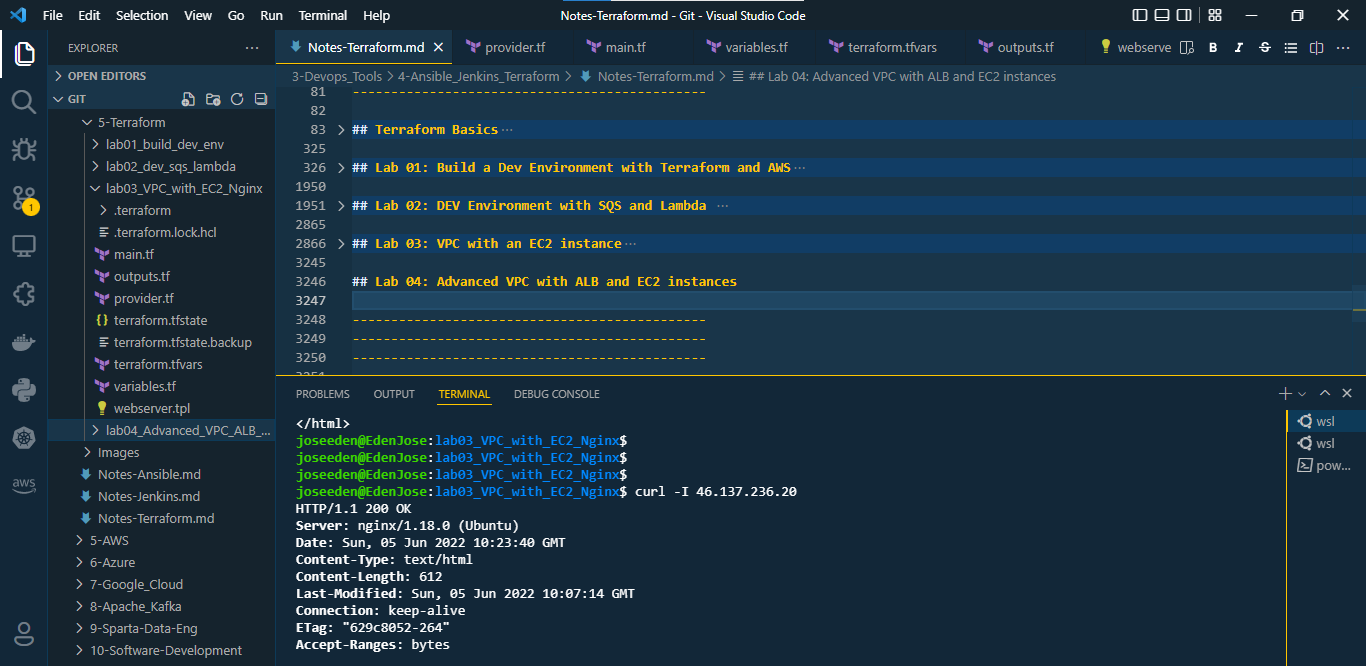 File Edit Selection View Go Run Terminal Help Notes-Terraform.md - Git - Visual Studio Code
EXPLORER ···
OPEN EDITORS
GIT
5-Terraform
lab01_build_dev_env
lab02_dev_sqs_lambda
lab03_VPC_with_EC2_Nginx
.terraform
.terraform.lock.hcl
main.tf
outputs.tf
provider.tf
{} terraform.tfstate
terraform.tfstate.backup
terraform.tfvars
variables.tf
webserver.tpl
lab04_Advanced_VPC_ALB_...
Images
Notes-Ansible.md
Notes-Jenkins.md
Notes-Terraform.md
5-AWS
6-Azure
7-Google_Cloud
8-Apache_Kafka
9-Sparta-Data-Eng
10-Software-Development
1
aws
Notes-Terraform.md provider.tf main.tf variables.tf terraform.tfvars outputs.tf webserve B I S ···
3-Devops_Tools > 4-Ansible_Jenkins_Terraform > Notes-Terraform.md > ## Lab 04: Advanced VPC with ALB and EC2 instances
81 ----------------------------------------------
82
83 ## Terraform Basics ···
325
326 ## Lab 01: Build a Dev Environment with Terraform and AWS ···
1950
1951 ## Lab 02: DEV Environment with SQS and Lambda ···
2865
2866 ## Lab 03: VPC with an EC2 instance ···
3245
3246 ## Lab 04: Advanced VPC with ALB and EC2 instances
3247
3248 ----------------------------------------------
3249 ----------------------------------------------
3250 ----------------------------------------------
PROBLEMS OUTPUT TERMINAL DEBUG CONSOLE
</html>
joseeden@EdenJose:lab03_VPC_with_EC2_Nginx$
joseeden@EdenJose:lab03_VPC_with_EC2_Nginx$
joseeden@EdenJose:lab03_VPC_with_EC2_Nginx$
joseeden@EdenJose:lab03_VPC_with_EC2_Nginx$ curl -I 46.137.236.20
HTTP/1.1 200 OK
Server: nginx/1.18.0 (Ubuntu)
Date: Sun, 05 Jun 2022 10:23:40 GMT
Content-Type: text/html
Content-Length: 612
Last-Modified: Sun, 05 Jun 2022 10:07:14 GMT
Connection: keep-alive
ETag: "629c8052-264"
Accept-Ranges: bytes
wsl
wsl
pow...